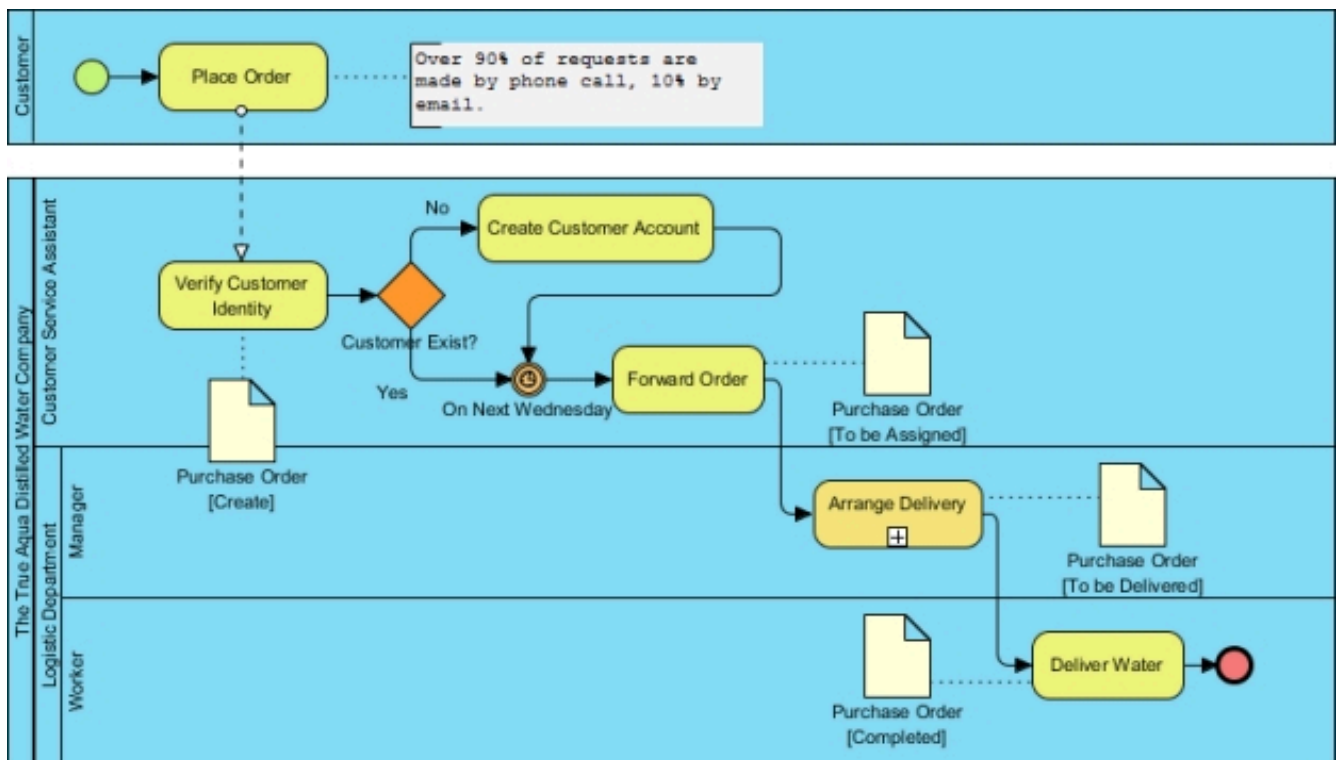 Customer
Place Order
Over 90% of requests are
made by phone call, 10% by
email.
The True Aqua Distilled Water Company
Customer Service Assistant
No
Create Customer Account
Verify Customer
Identity
Customer Exist?
Yes
On Next Wednesday
Forward Order
Purchase Order
[To be Assigned]
Purchase Order
[Create]
Logistic Department
Manager
Arrange Delivery
Purchase Order
[To be Delivered]
Worker
Deliver Water
Purchase Order
[Completed]